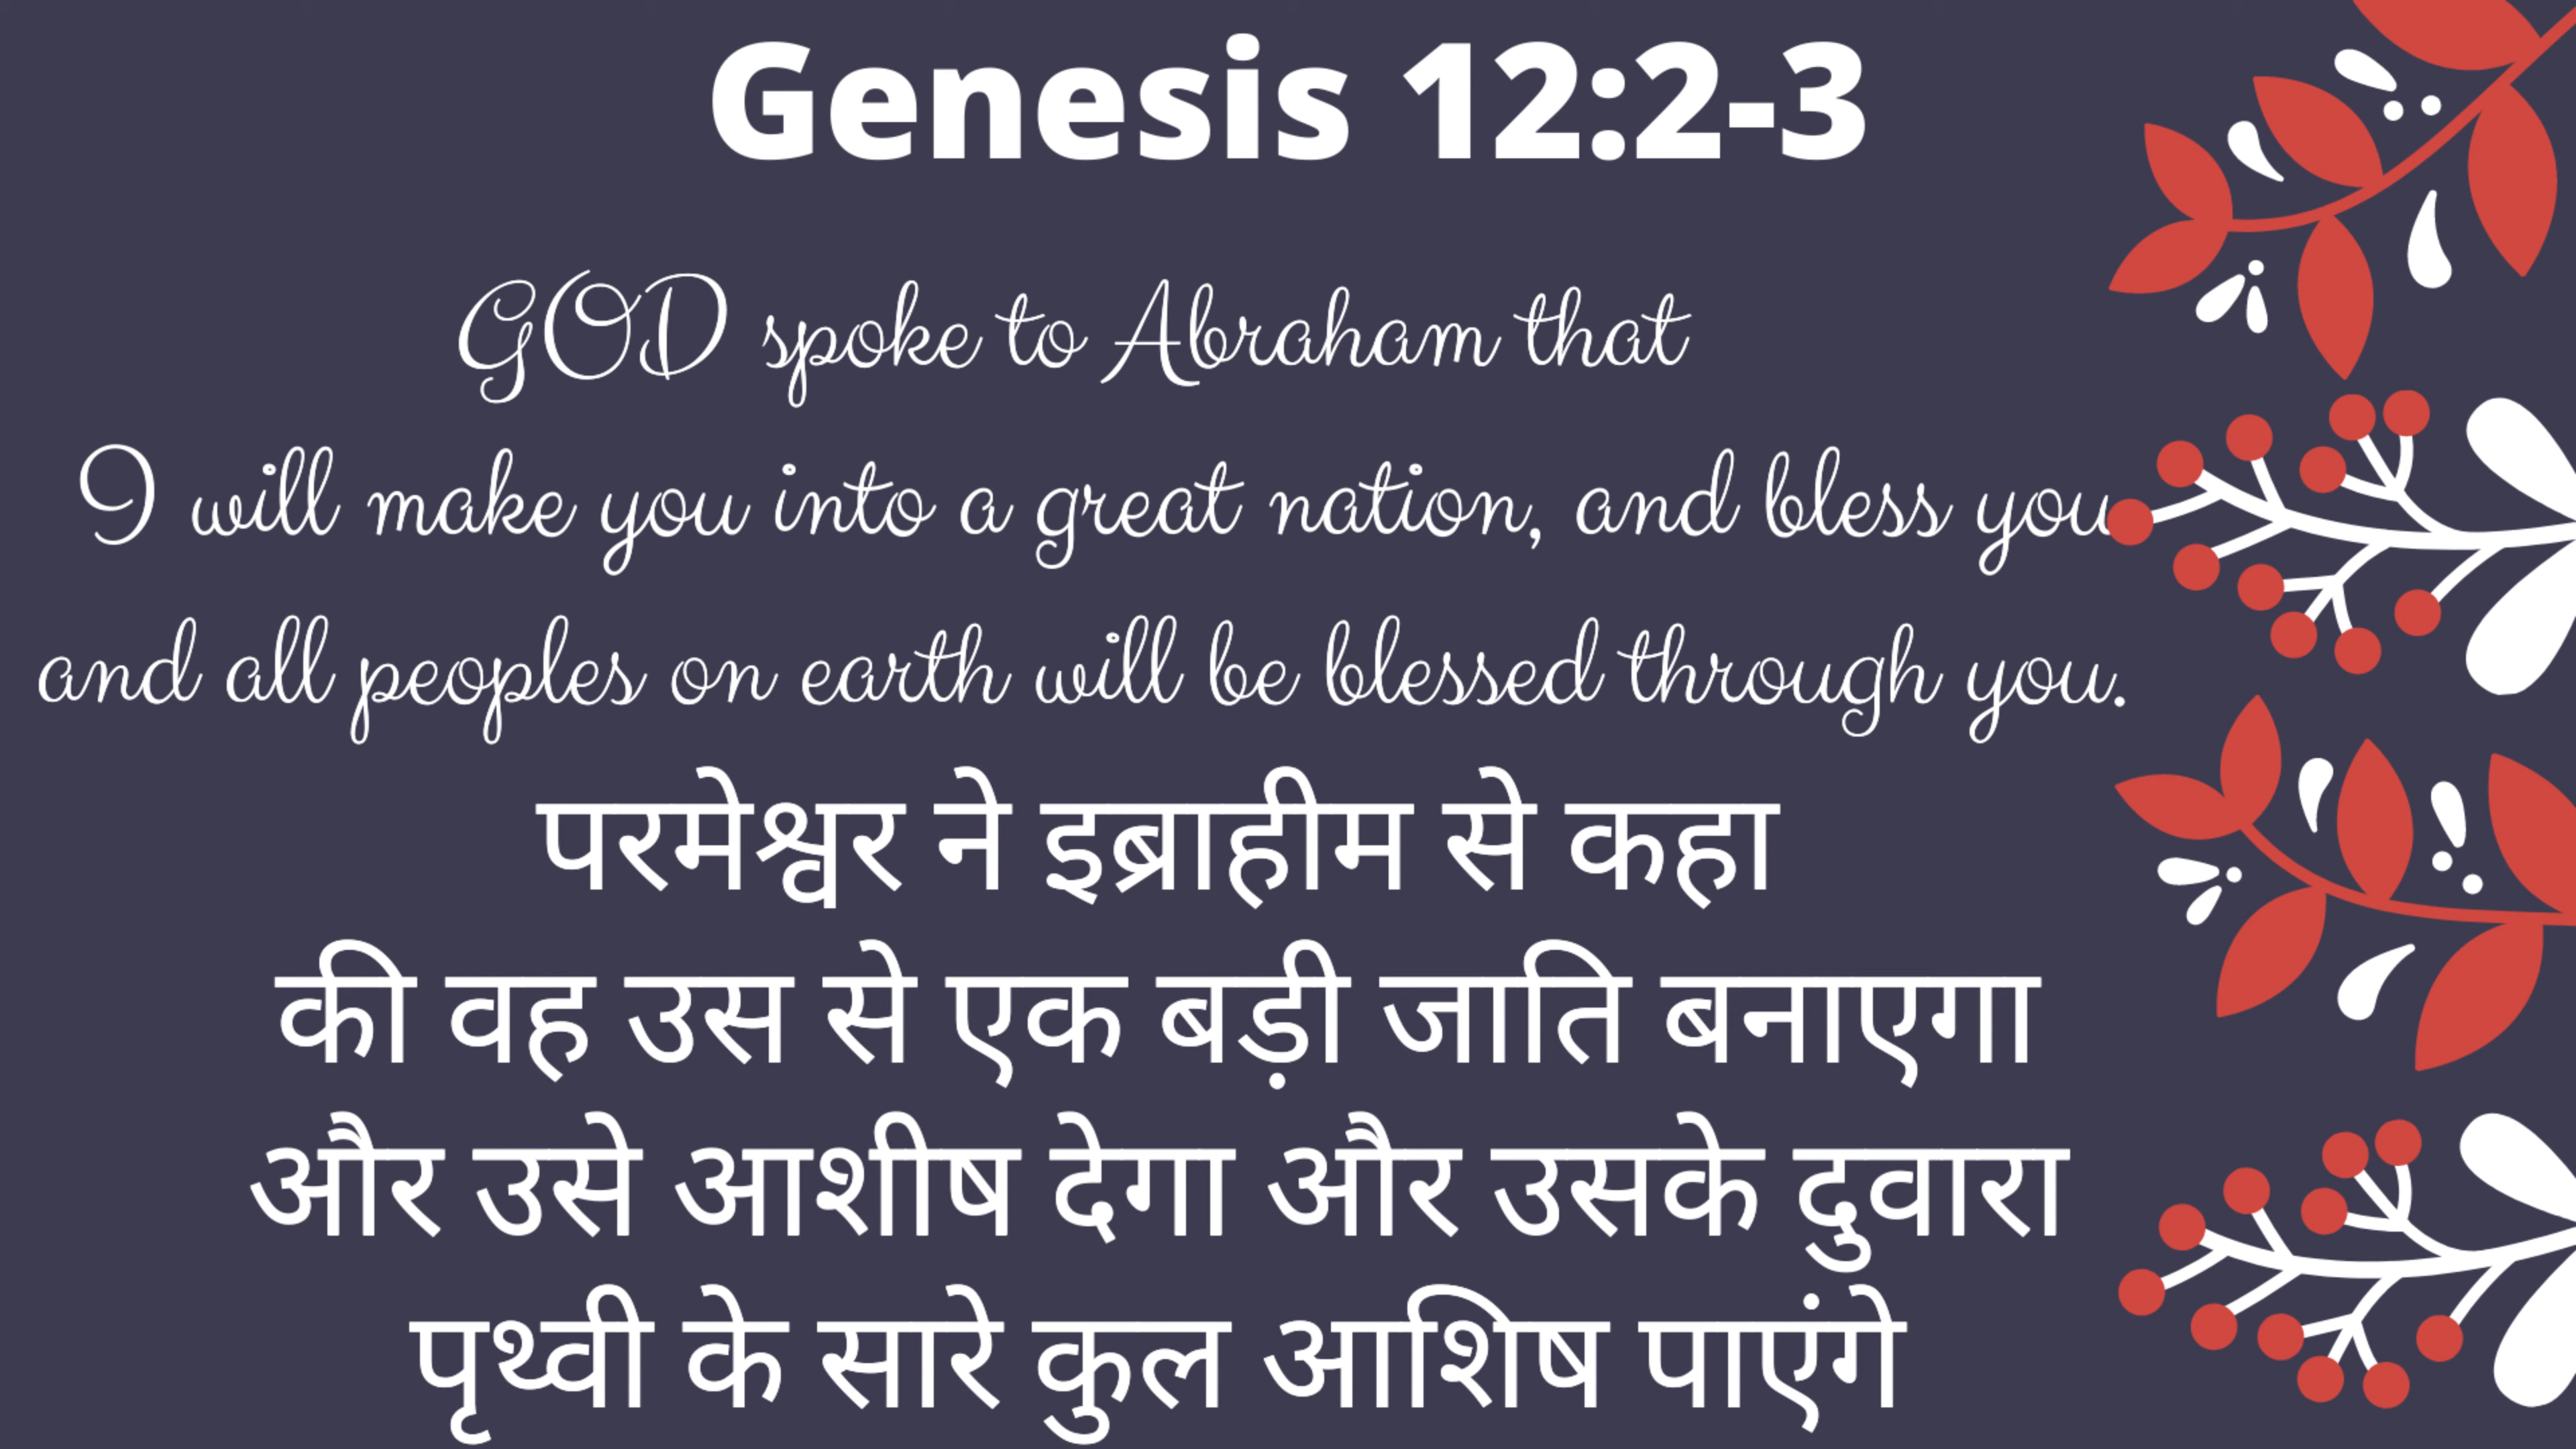 Genesis 12:2-3
GOD spoke to Abraham that
I will make you into a great nation, and bless you
and all peoples on earth will be blessed through you.
परमेश्वर ने इब्राहीम से कहा
की वह उस से एक बड़ी जाति बनाएगा
और उसे आशीष देगा और उसके दुवारा
पृथ्वी के सारे कुल आशिष पाएंगे